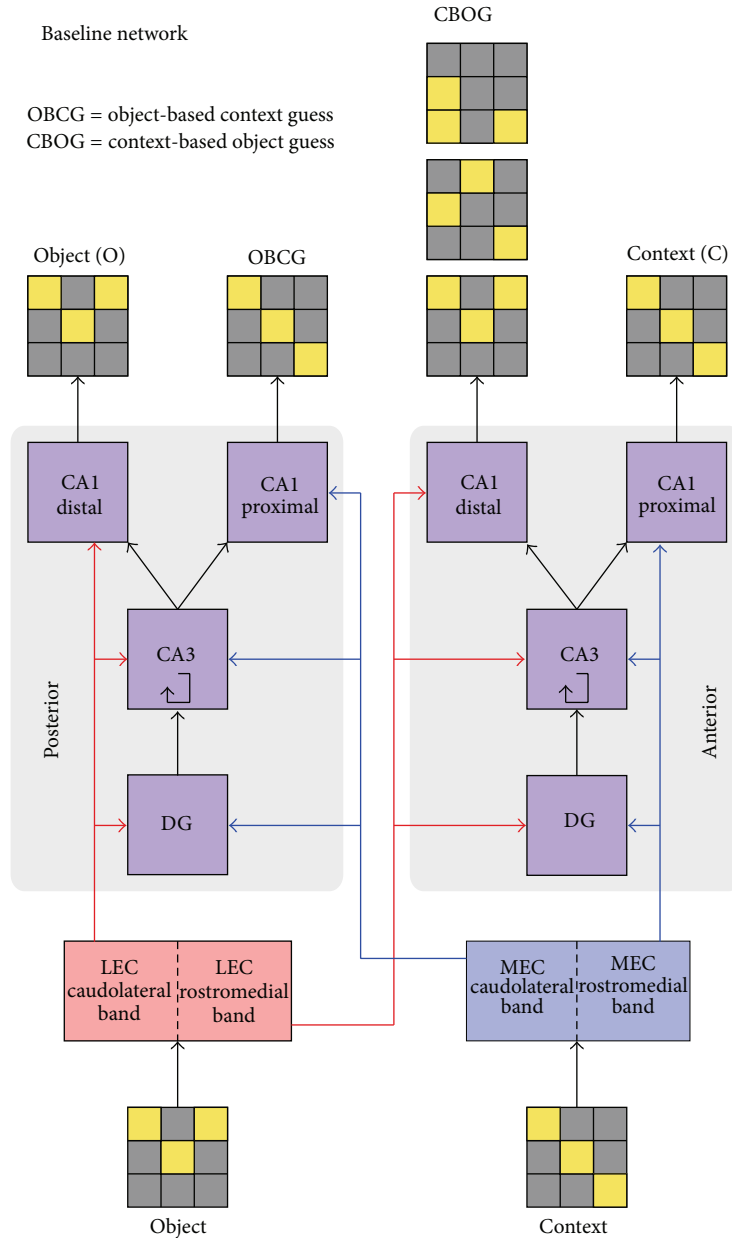 CBOG
Baseline network
OBCG = object-based context guess
CBOG = context-based object guess
Object (O)
OBCG
Context (C)
CA1
distal
CA1
proximal
CA1
distal
CA1
proximal
CA3
CA3
Posterior
Anterior
DG
DG
LEC
caudolateral
band
LEC
rostromedial
band
MEC
caudolateral
band
MEC
rostromedial
band
Object
Context